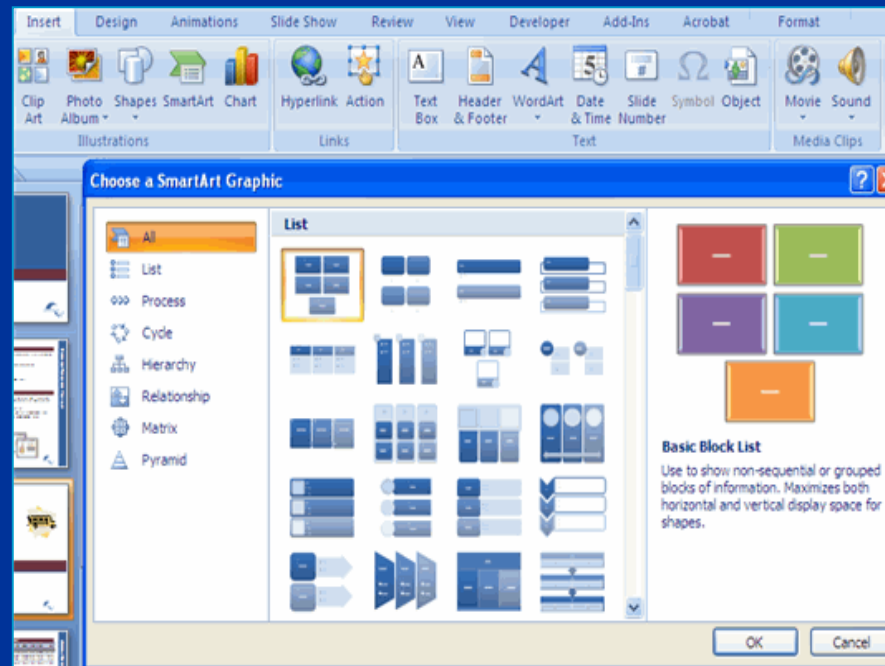 Insert Design Animations Slide Show Review View Developer Add-Ins Acrobat Format
Clip Photo Shapes SmartArt Chart Hyperlink Action Text Header WordArt Date Slide Symbol Object Movie Sound
Art Album Box & Footer & Time Number
Illustrations Links Text Media Clips
Choose a SmartArt Graphic
All
List
Process
Cycle
Hierarchy
Relationship
Matrix
Pyramid
List
Basic Block List
Use to show non-sequential or grouped
blocks of information. Maximizes both
horizontal and vertical display space for
shapes.
OK Cancel